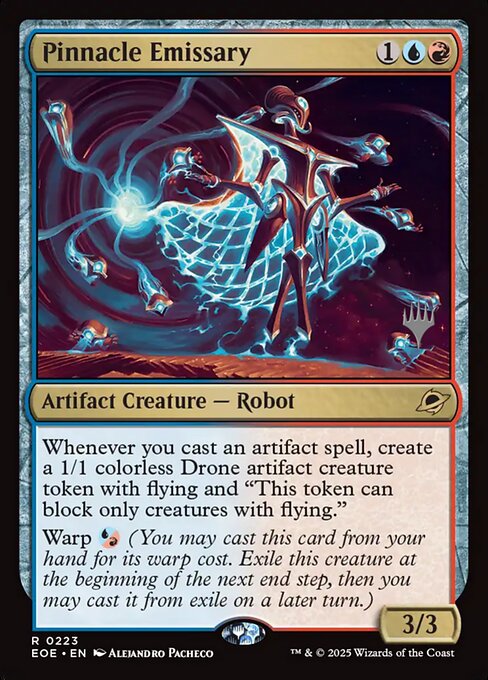 Pinnacle Emissary 1
Artifact Creature — Robot
Whenever you cast an artifact spell, create
a 1/1 colorless Drone artifact creature
token with flying and “This token can
block only creatures with flying.”
Warp (You may cast this card from your
hand for its warp cost. Exile this creature
at the beginning of the next end step, then you
may cast it from exile on a later turn.)
3/3
R 0223
EOE • EN Alejandro Pacheco
™ & © 2025 Wizards of the Coast